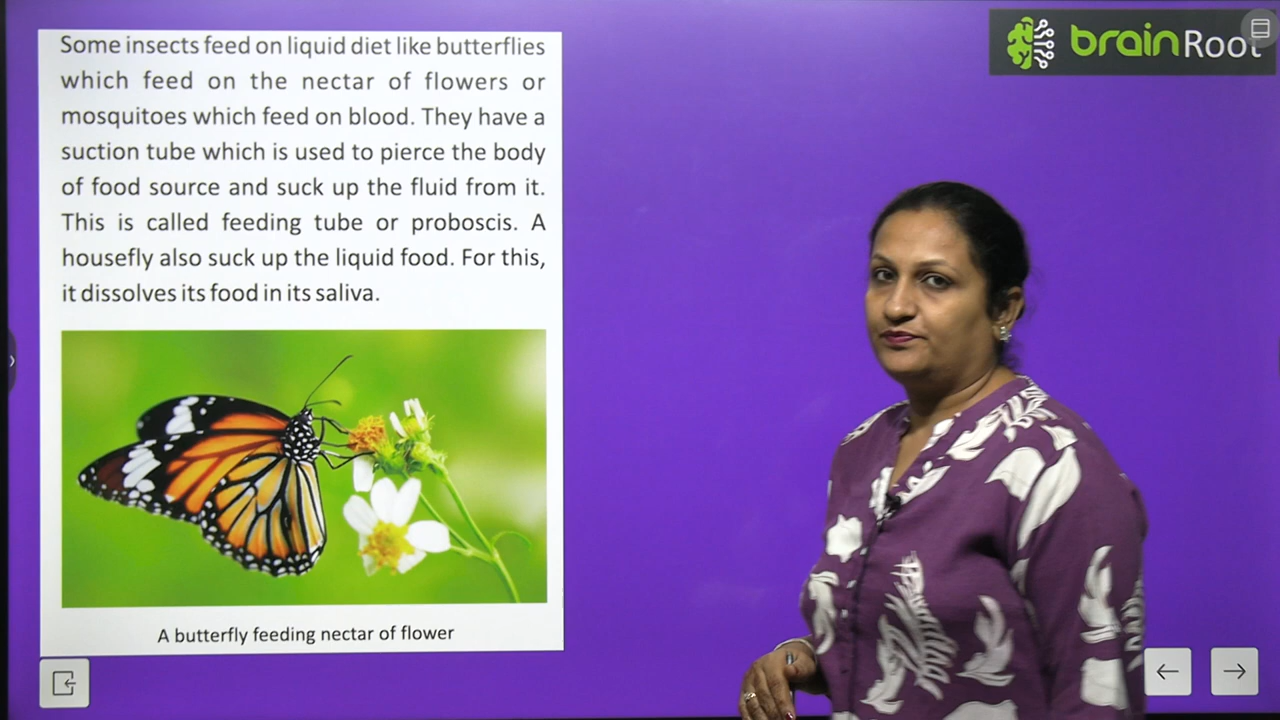 Some insects feed on liquid diet like butterflies
which feed on the nectar of flowers or
mosquitoes which feed on blood. They have a
suction tube which is used to pierce the body
of food source and suck up the fluid from it.
This is called feeding tube or proboscis. A
housefly also suck up the liquid food. For this,
it dissolves its food in its saliva.
A butterfly feeding nectar of flower
brainRoot